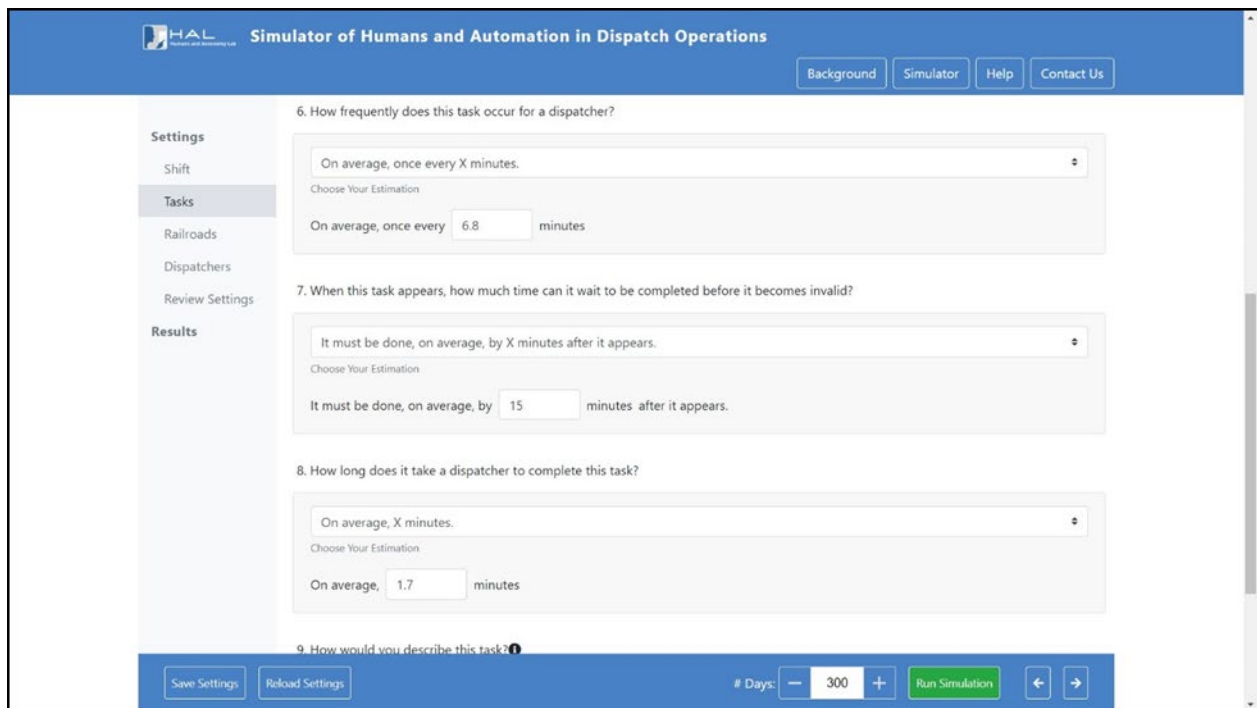 HAL
Humans and Autonomy Lab
Simulator of Humans and Automation in Dispatch Operations
Background
Simulator
Help
Contact Us
Settings
Shift
Tasks
Railroads
Dispatchers
Review Settings
Results
6. How frequently does this task occur for a dispatcher?
On average, once every X minutes.
Choose Your Estimation
On average, once every 6.8 minutes
7. When this task appears, how much time can it wait to be completed before it becomes invalid?
It must be done, on average, by X minutes after it appears.
Choose Your Estimation
It must be done, on average, by 15 minutes after it appears.
8. How long does it take a dispatcher to complete this task?
On average, X minutes.
Choose Your Estimation
On average, 1.7 minutes
9. How would you describe this task?
Save Settings
Reload Settings
# Days: − 300 +
Run Simulation
← →